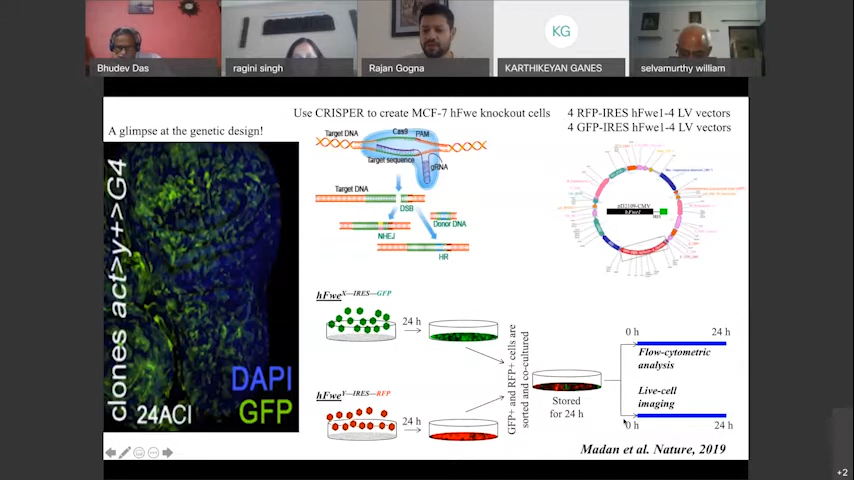 Bhudev Das
ragini singh
Rajan Gogna
KG
KARTHIKEYAN GANES
selvamurthy william
A glimpse at the genetic design!
Use CRISPER to create MCF-7 hFwe knockout cells
4 RFP-IRES hFwe1-4 LV vectors
4 GFP-IRES hFwe1-4 LV vectors
clones act>y+>G4
24ACI
DAPI
GFP
Target DNA
Cas9
PAM
Target sequence
gRNA
Target DNA
DSB
Donor DNA
NHEJ
HR
pD2109-CMV
hFwe1
hFwe^X—IRES—GFP
24 h
hFwe^Y—IRES—RFP
24 h
GFP+ and RFP+ cells are
sorted and co-cultured
Stored
for 24 h
0 h
24 h
Flow-cytometric
analysis
Live-cell
imaging
0 h
24 h
Madan et al. Nature, 2019
+2